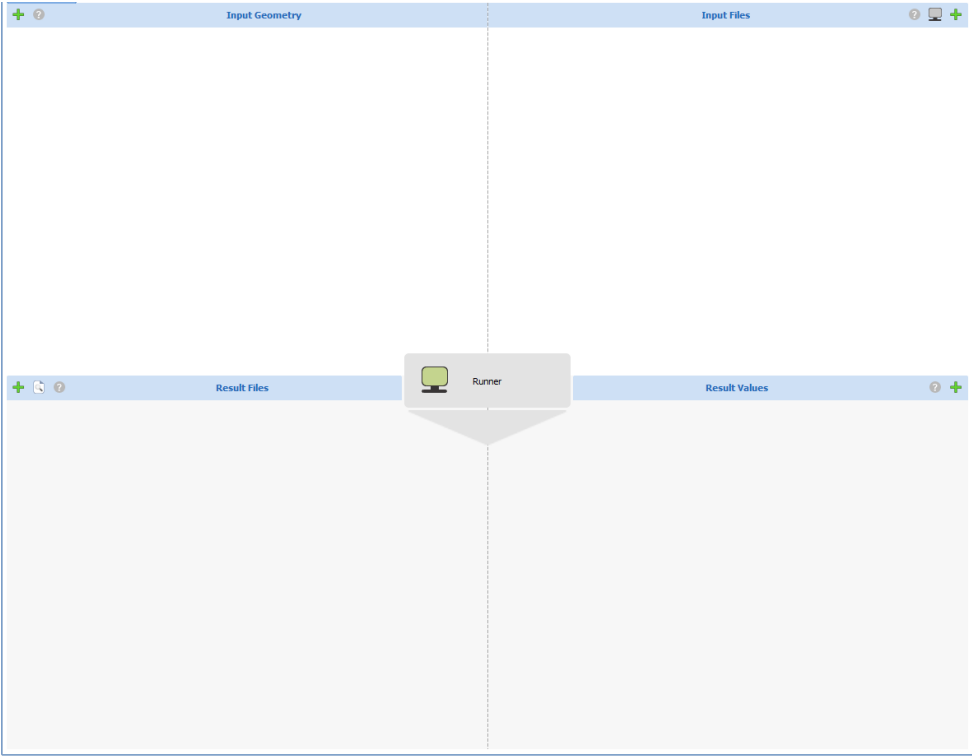 Input Geometry
Input Files
Runner
Result Files
Result Values